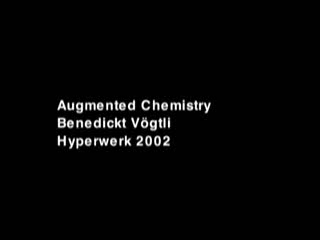 Augmented Chemistry
Benedickt Vögtli
Hyperwerk 2002